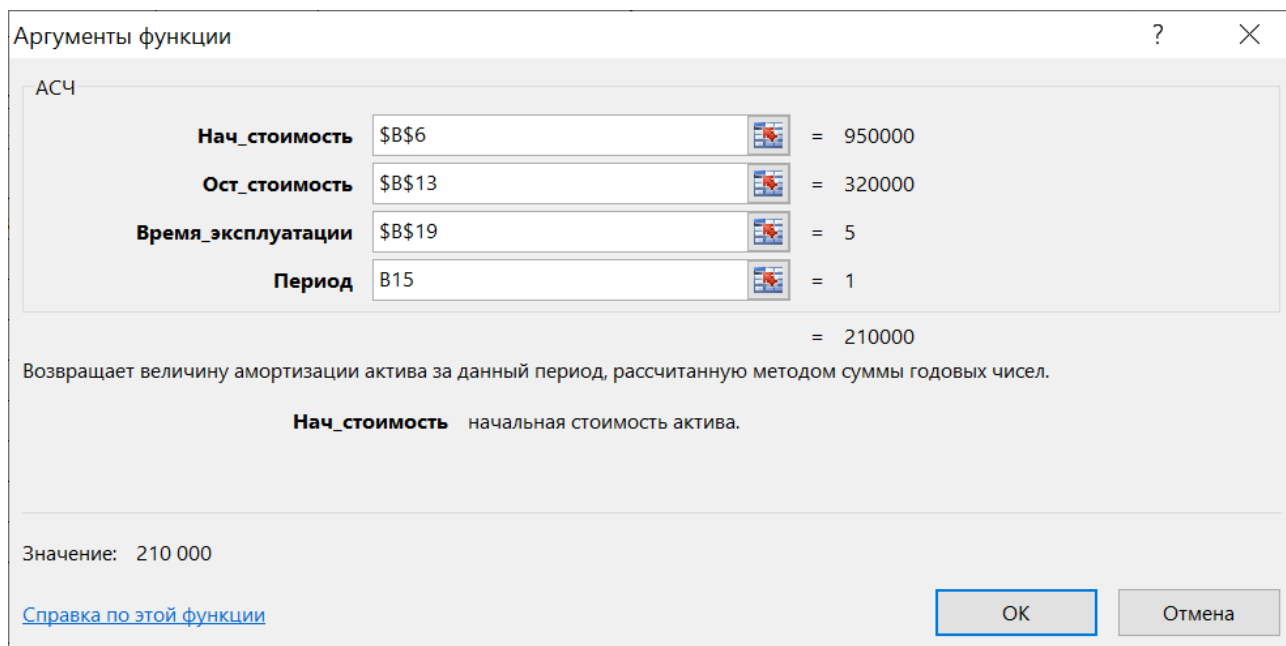 Аргументы функции ? ×
АСЧ
Нач_стоимость $B$6 = 950000
Ост_стоимость $B$13 = 320000
Время_эксплуатации $B$19 = 5
Период B15 = 1
= 210000
Возвращает величину амортизации актива за данный период, рассчитанную методом суммы годовых чисел.
Нач_стоимость начальная стоимость актива.
Значение: 210 000
Справка по этой функции ОК Отмена